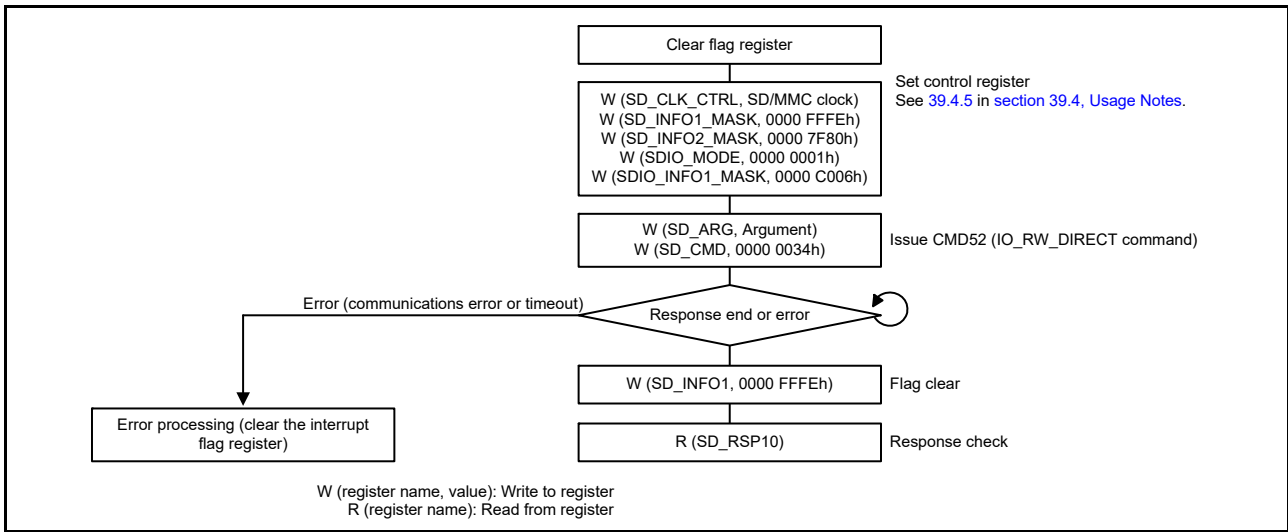 Clear flag register
Set control register
See 39.4.5 in section 39.4, Usage Notes.
W (SD_CLK_CTRL, SD/MMC clock)
W (SD_INFO1_MASK, 0000 FFFEh)
W (SD_INFO2_MASK, 0000 7F80h)
W (SDIO_MODE, 0000 0001h)
W (SDIO_INFO1_MASK, 0000 C006h)
W (SD_ARG, Argument)
W (SD_CMD, 0000 0034h)
Issue CMD52 (IO_RW_DIRECT command)
Error (communications error or timeout)
Response end or error
W (SD_INFO1, 0000 FFFEh)
Flag clear
Error processing (clear the interrupt
flag register)
R (SD_RSP10)
Response check
W (register name, value): Write to register
R (register name): Read from register